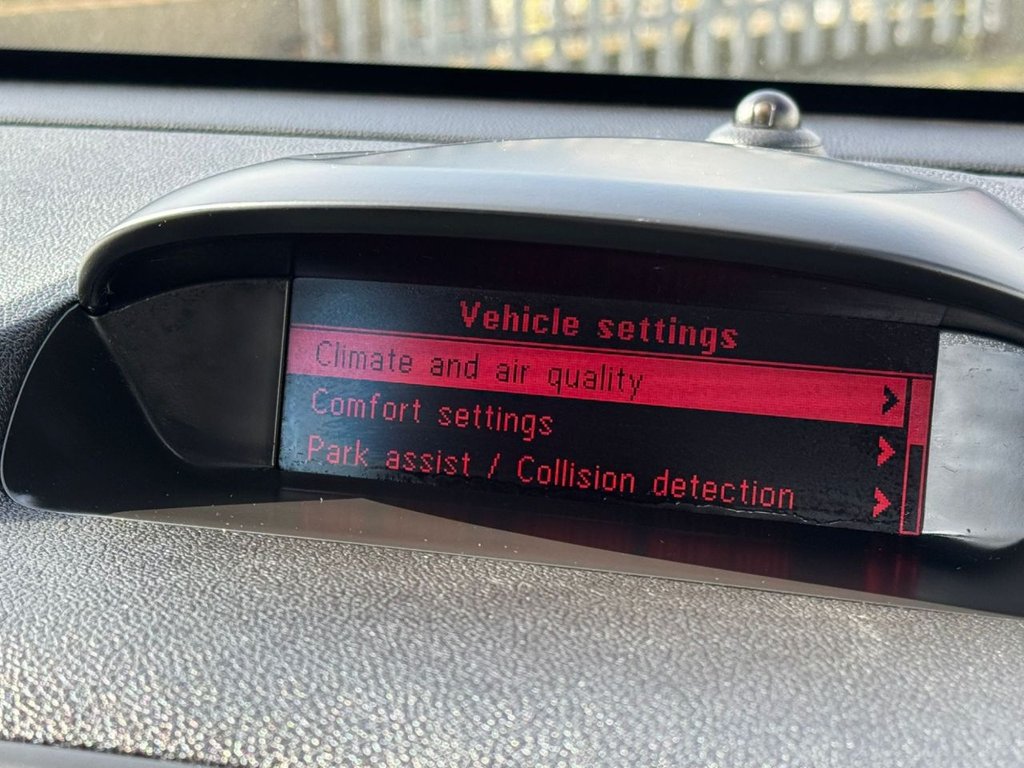 Vehicle settings
Climate and air quality
Comfort settings
Park assist / Collision detection